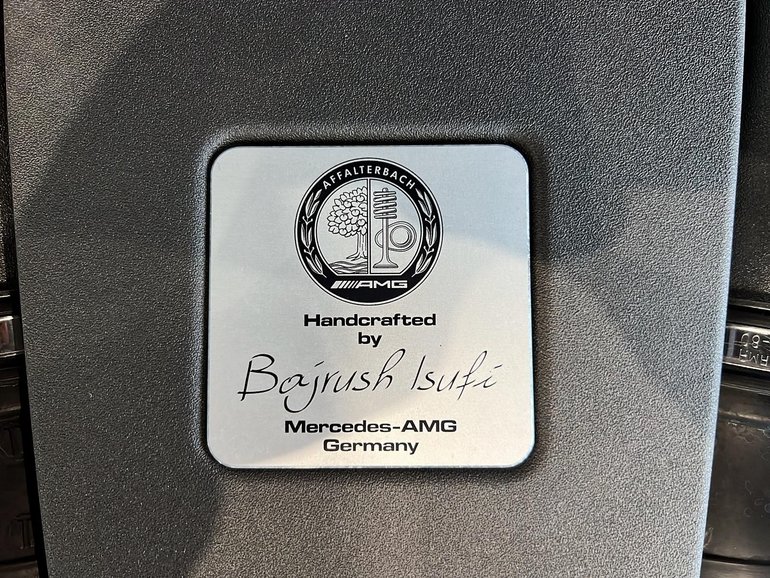 AFFALTERBACH
AMG
Handcrafted
by
Bajrush Isufi
Mercedes-AMG
Germany